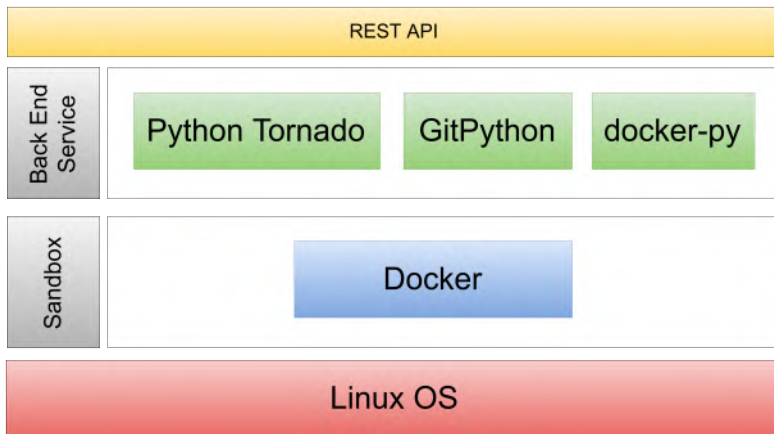 REST API
Back End
Service
Python Tornado
GitPython
docker-py
Sandbox
Docker
Linux OS